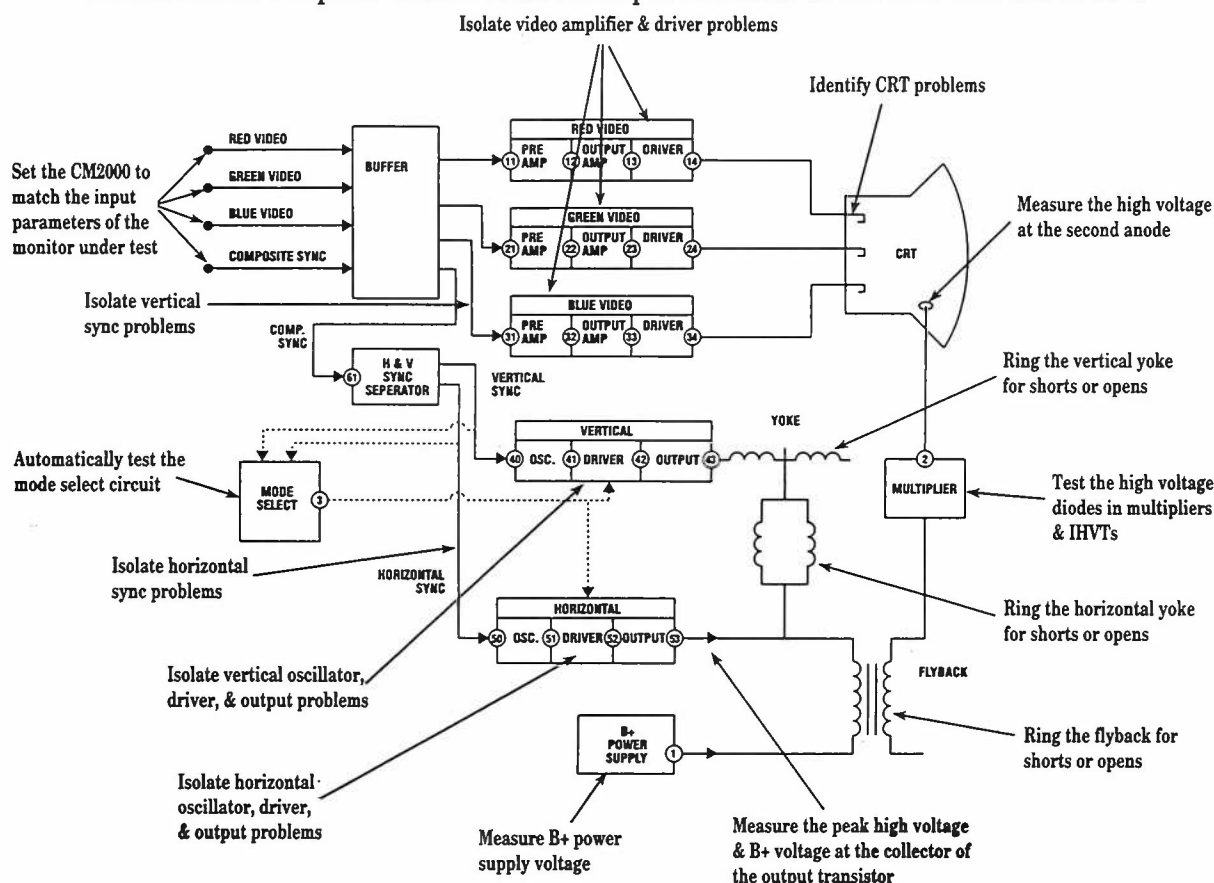 Isolate video amplifier & driver problems
Identify CRT problems
RED VIDEO
GREEN VIDEO
BLUE VIDEO
COMPOSITE SYNC
Set the CM2000 to
match the input
parameters of the
monitor under test
BUFFER
RED VIDEO
11 PRE AMP 12 OUTPUT AMP 13 DRIVER 14
GREEN VIDEO
21 PRE AMP 22 OUTPUT AMP 23 DRIVER 24
BLUE VIDEO
31 PRE AMP 32 OUTPUT AMP 33 DRIVER 34
CRT
Measure the high voltage
at the second anode
Isolate vertical
sync problems
COMP.
SYNC
61
H & V
SYNC
SEPERATOR
VERTICAL
SYNC
Ring the vertical yoke
for shorts or opens
YOKE
VERTICAL
40 OSC. 41 DRIVER 42 OUTPUT 43
Automatically test the
mode select circuit
MODE
SELECT
3
2
MULTIPLIER
Test the high voltage
diodes in multipliers
& IHVTs
Isolate horizontal
sync problems
HORIZONTAL
SYNC
HORIZONTAL
50 OSC. 51 DRIVER 52 OUTPUT 53
Ring the horizontal yoke
for shorts or opens
Isolate vertical oscillator,
driver, & output problems
FLYBACK
B+
POWER
SUPPLY
1
Ring the flyback for
shorts or opens
Isolate horizontal
oscillator, driver,
& output problems
Measure B+ power
supply voltage
Measure the peak high voltage
& B+ voltage at the collector of
the output transistor